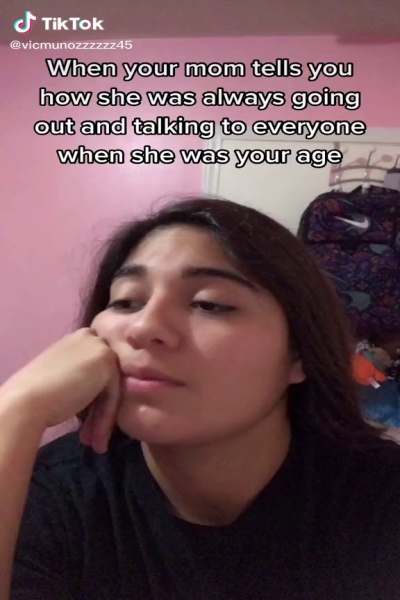 TikTok
@vicmunozzzzzz45
When your mom tells you
how she was always going
out and talking to everyone
when she was your age